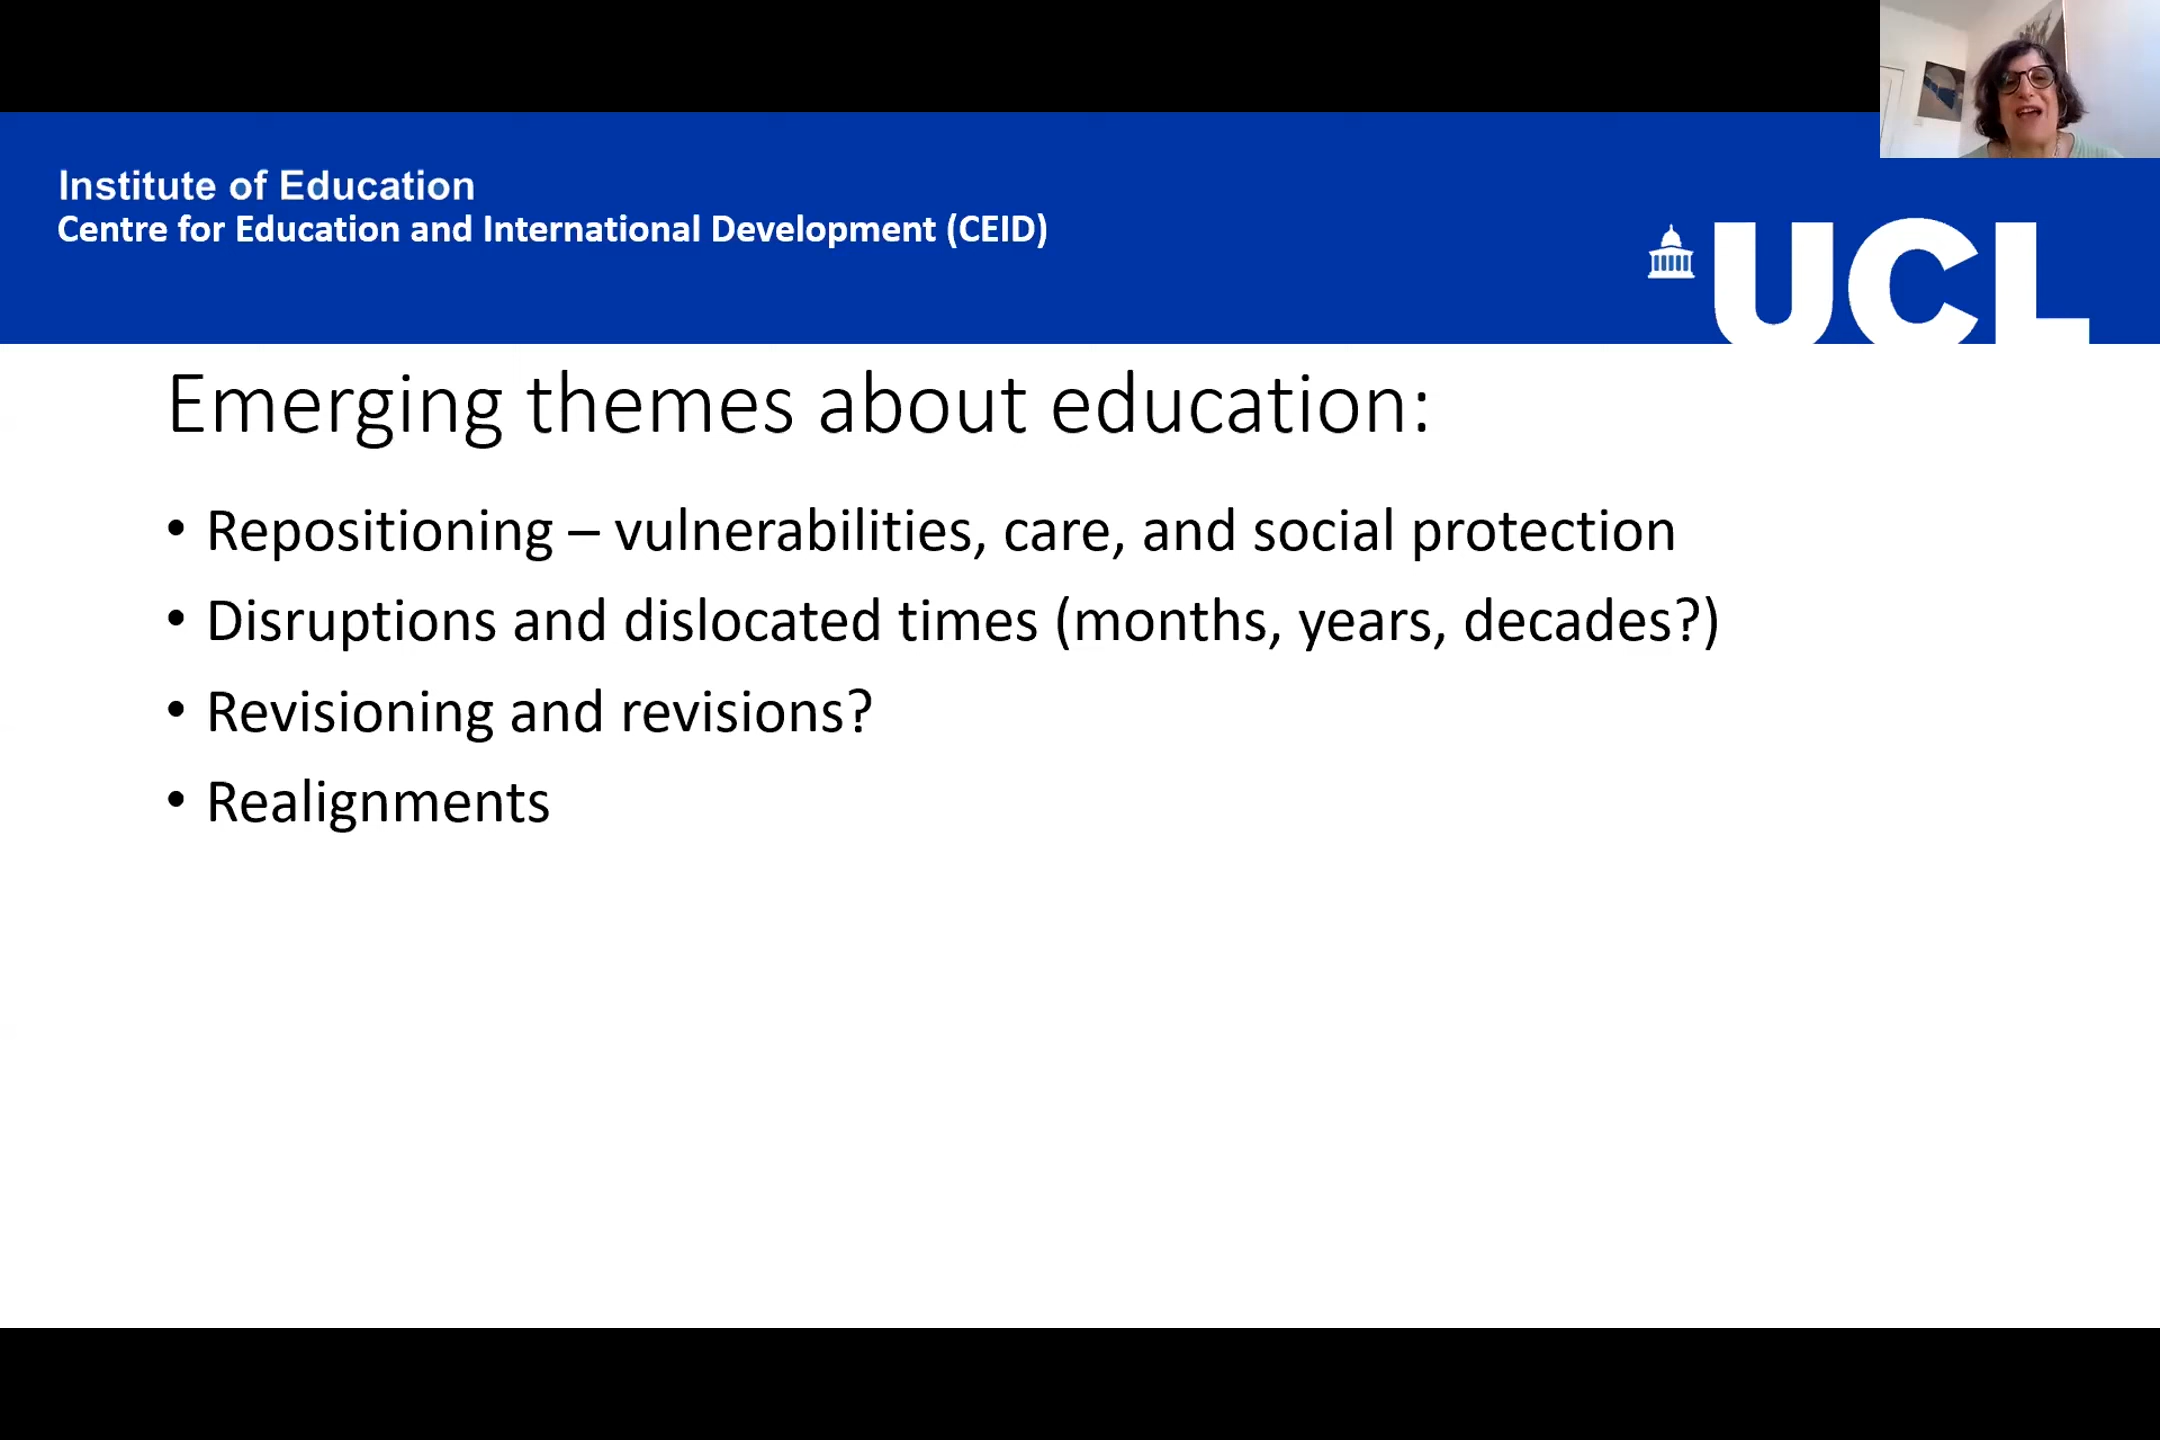 Institute of Education
Centre for Education and International Development (CEID)
UCL
Emerging themes about education:
• Repositioning – vulnerabilities, care, and social protection
• Disruptions and dislocated times (months, years, decades?)
• Revisioning and revisions?
• Realignments